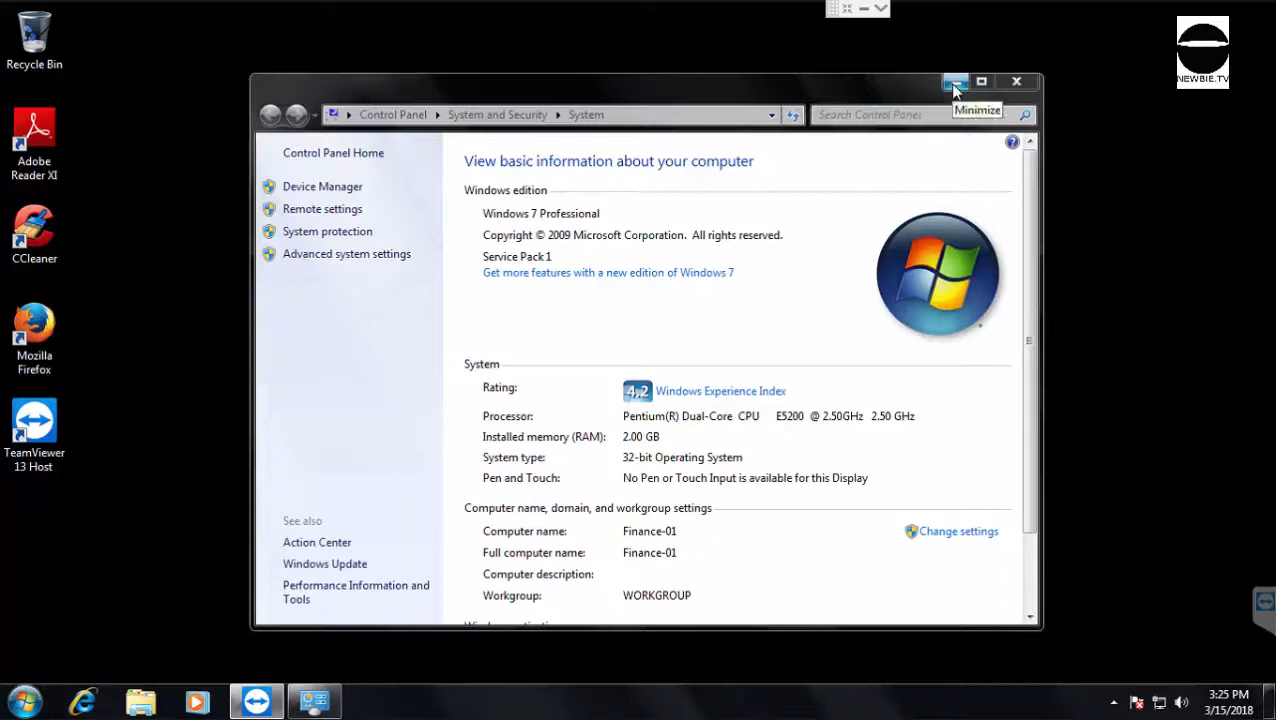 Recycle Bin
NEWBIE.TV
Minimize
Control Panel
System and Security
System
Search Control Panel
Adobe
Reader XI
CCleaner
Mozilla
Firefox
TeamViewer
13 Host
Control Panel Home
Device Manager
Remote settings
System protection
Advanced system settings
See also
Action Center
Windows Update
Performance Information and
Tools
View basic information about your computer
Windows edition
Windows 7 Professional
Copyright © 2009 Microsoft Corporation. All rights reserved.
Service Pack 1
Get more features with a new edition of Windows 7
System
Rating:
4.2 Windows Experience Index
Processor: Pentium(R) Dual-Core CPU E5200 @ 2.50GHz 2.50 GHz
Installed memory (RAM): 2.00 GB
System type: 32-bit Operating System
Pen and Touch: No Pen or Touch Input is available for this Display
Computer name, domain, and workgroup settings
Computer name: Finance-01
Change settings
Full computer name: Finance-01
Computer description:
Workgroup: WORKGROUP
3:25 PM
3/15/2018